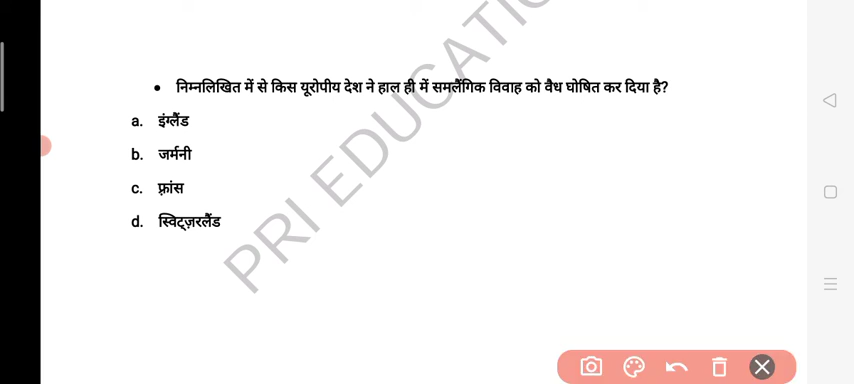 • निम्नलिखित में से किस यूरोपीय देश ने हाल ही में समलैंगिक विवाह को वैध घोषित कर दिया है?
a. इंग्लैंड
b. जर्मनी
c. फ़्रांस
d. स्विट्ज़रलैंड
PRI EDUCATI